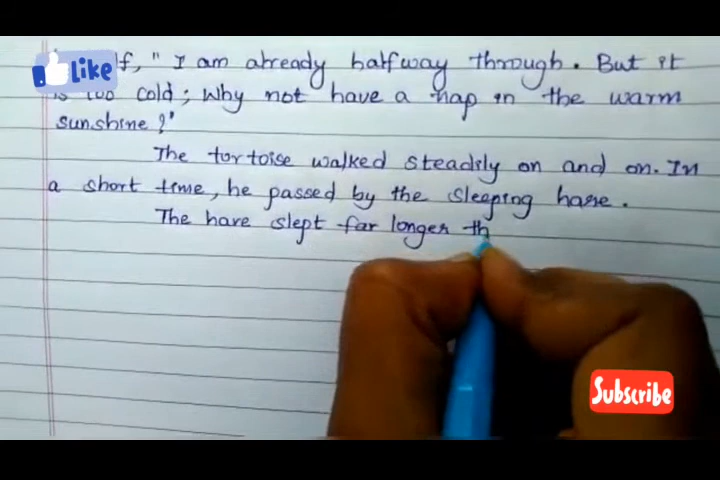 Like
f, "I am already halfway through. But it
is too cold; Why not have a nap in the warm
sunshine?"
The tortoise walked steadily on and on. In
a short time, he passed by the sleeping hare.
The hare slept far longer th
Subscribe